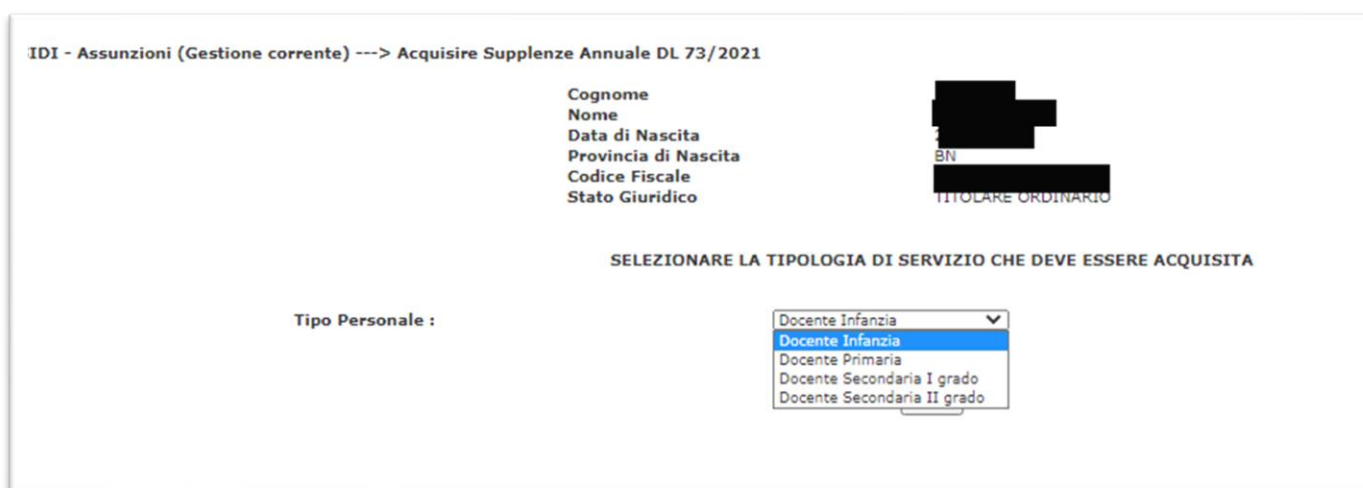 IDI - Assunzioni (Gestione corrente) ---> Acquisire Supplenze Annuale DL 73/2021
Cognome
Nome
Data di Nascita
Provincia di Nascita BN
Codice Fiscale
Stato Giuridico TITOLARE ORDINARIO
SELEZIONARE LA TIPOLOGIA DI SERVIZIO CHE DEVE ESSERE ACQUISITA
Tipo Personale : Docente Infanzia
Docente Infanzia
Docente Primaria
Docente Secondaria I grado
Docente Secondaria II grado